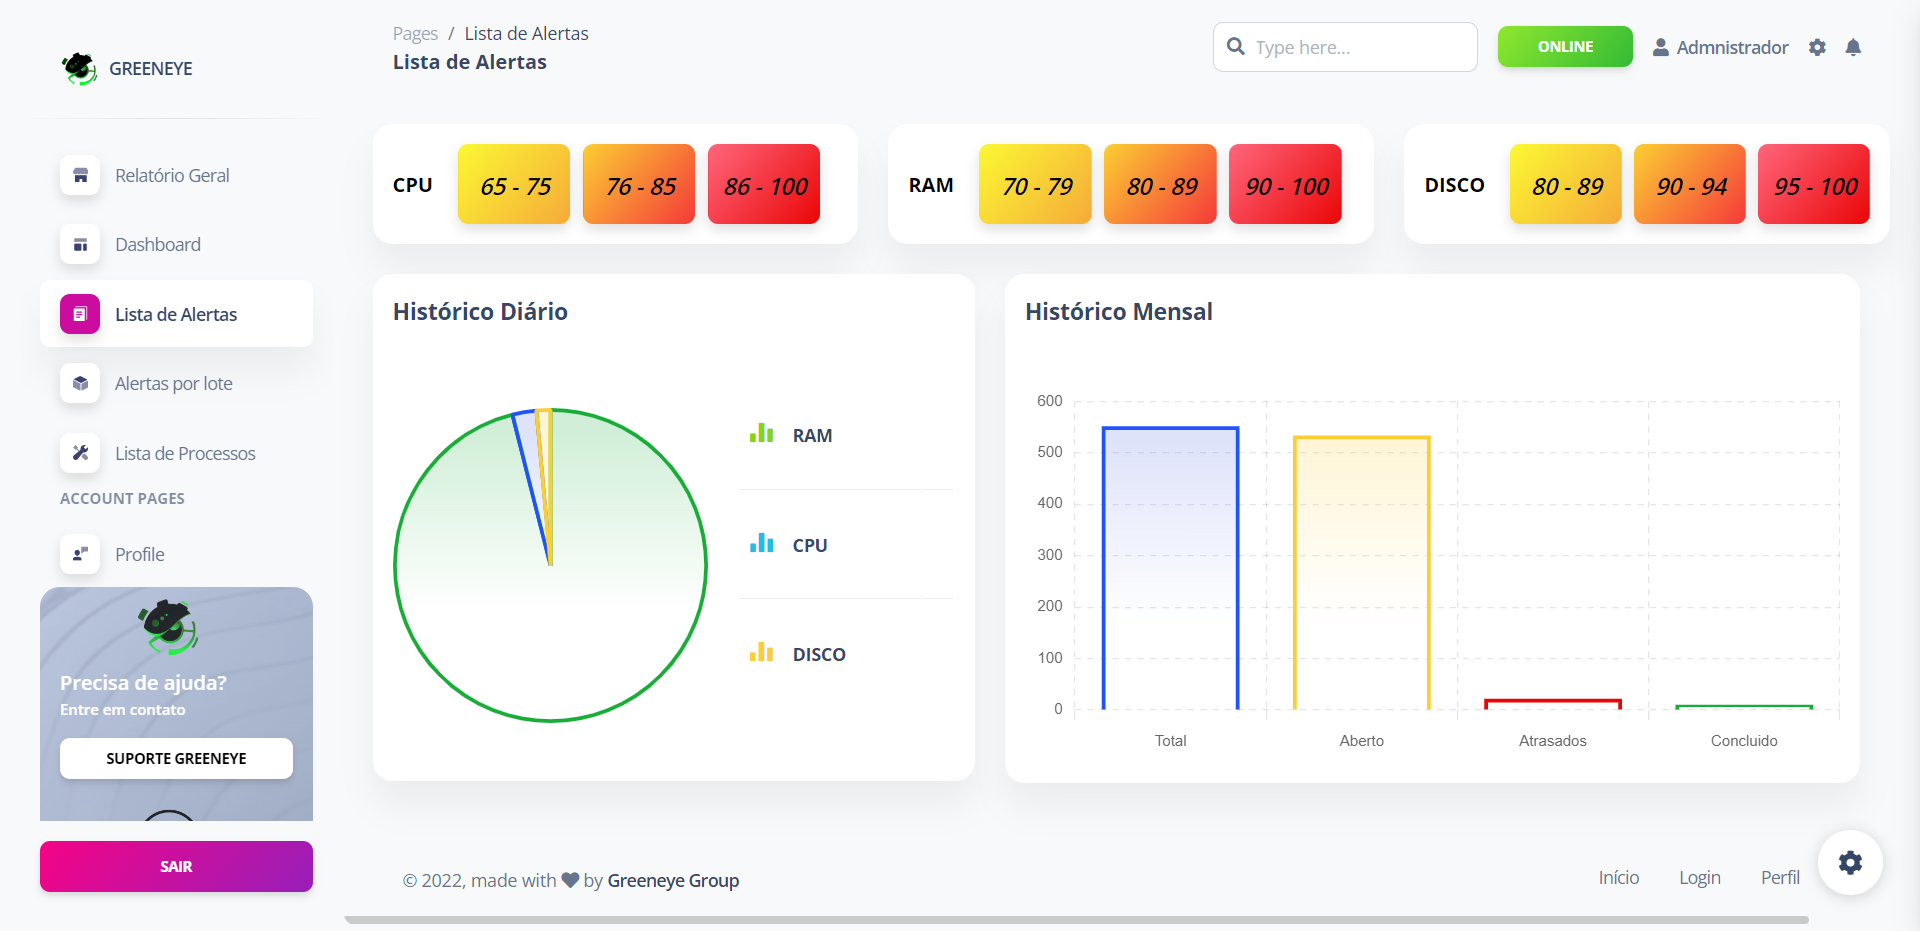 GREENEYE
Relatório Geral
Dashboard
Lista de Alertas
Alertas por lote
Lista de Processos
ACCOUNT PAGES
Profile
Precisa de ajuda?
Entre em contato
SUPORTE GREENEYE
SAIR
Pages / Lista de Alertas
Lista de Alertas
Type here...
ONLINE
Admnistrador
CPU 65 - 75 76 - 85 86 - 100
RAM 70 - 79 80 - 89 90 - 100
DISCO 80 - 89 90 - 94 95 - 100
Histórico Diário
RAM
CPU
DISCO
Histórico Mensal
600
500
400
300
200
100
0
Total Aberto Atrasados Concluido
© 2022, made with by Greeneye Group
Início Login Perfil